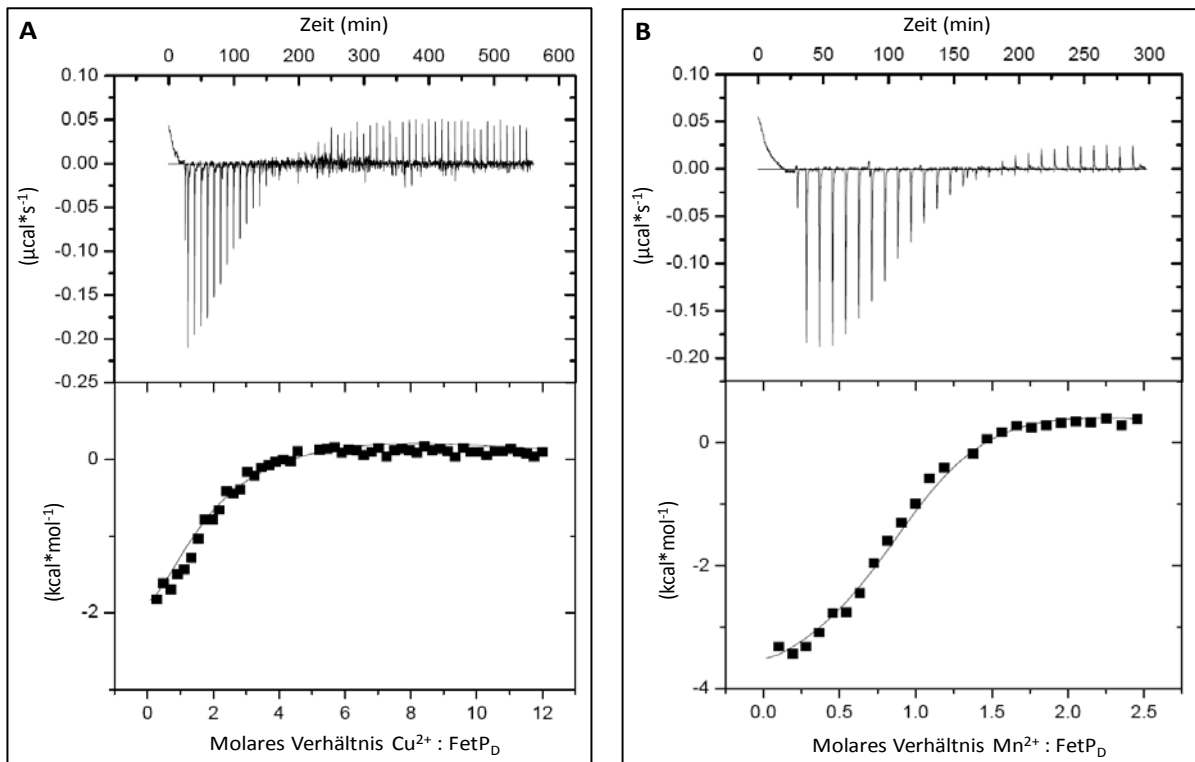 A
Zeit (min)
0 100 200 300 400 500 600
0.10
0.05
0.00
-0.05
-0.10
-0.15
-0.20
-0.25
(µcal*s⁻¹)
0
-2
(kcal*mol⁻¹)
0 2 4 6 8 10 12
Molares Verhältnis Cu²⁺ : FetP_D
B
Zeit (min)
0 50 100 150 200 250 300
0.10
0.05
0.00
-0.05
-0.10
-0.15
-0.20
(µcal*s⁻¹)
0
-2
-4
(kcal*mol⁻¹)
0.0 0.5 1.0 1.5 2.0 2.5
Molares Verhältnis Mn²⁺ : FetP_D